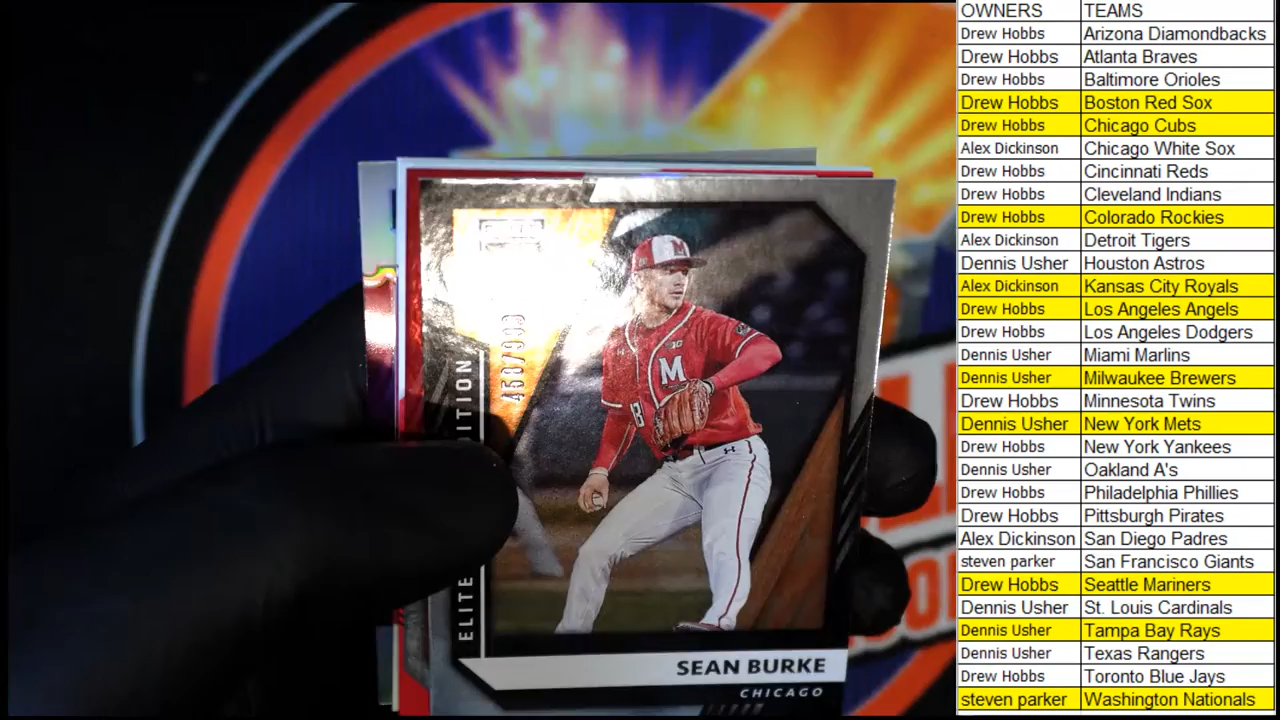 OWNERS TEAMS
Drew Hobbs Arizona Diamondbacks
Drew Hobbs Atlanta Braves
Drew Hobbs Baltimore Orioles
Drew Hobbs Boston Red Sox
Drew Hobbs Chicago Cubs
Alex Dickinson Chicago White Sox
Drew Hobbs Cincinnati Reds
Drew Hobbs Cleveland Indians
Drew Hobbs Colorado Rockies
Alex Dickinson Detroit Tigers
Dennis Usher Houston Astros
Alex Dickinson Kansas City Royals
Drew Hobbs Los Angeles Angels
Drew Hobbs Los Angeles Dodgers
Dennis Usher Miami Marlins
Dennis Usher Milwaukee Brewers
Drew Hobbs Minnesota Twins
Dennis Usher New York Mets
Drew Hobbs New York Yankees
Dennis Usher Oakland A's
Drew Hobbs Philadelphia Phillies
Drew Hobbs Pittsburgh Pirates
Alex Dickinson San Diego Padres
steven parker San Francisco Giants
Drew Hobbs Seattle Mariners
Dennis Usher St. Louis Cardinals
Dennis Usher Tampa Bay Rays
Dennis Usher Texas Rangers
Drew Hobbs Toronto Blue Jays
steven parker Washington Nationals
M
M
ELITE
SEAN BURKE
CHICAGO